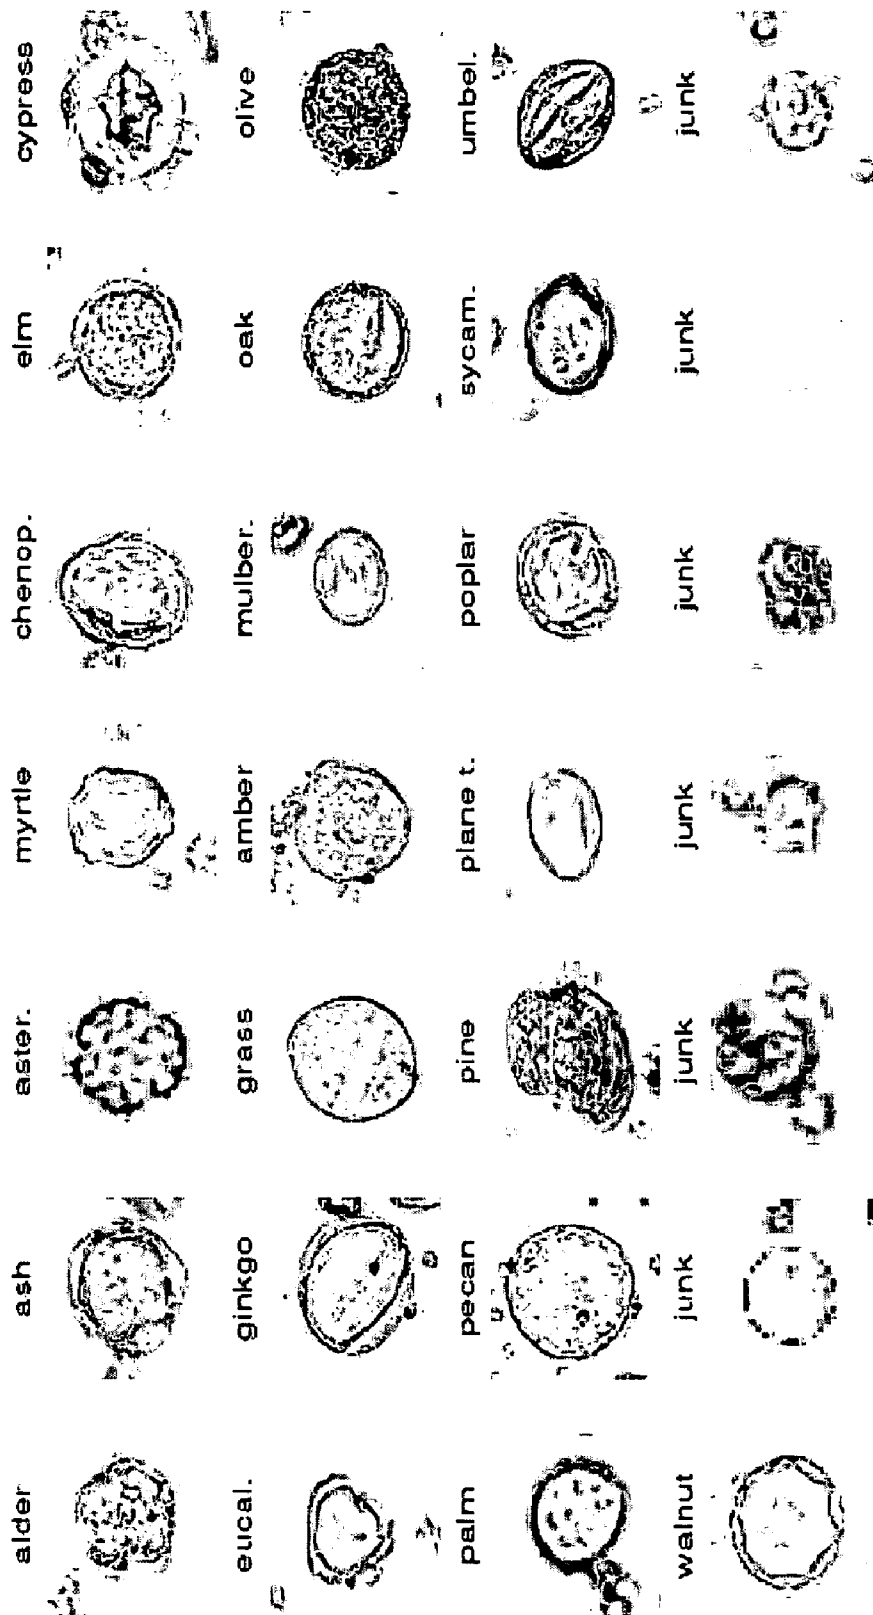 alder ash aster. myrtle chenop. elm cypress
eucal. ginkgo grass amber mulber. oak olive
palm pecan pine plane t. poplar sycam. umbel.
walnut junk junk junk junk junk junk